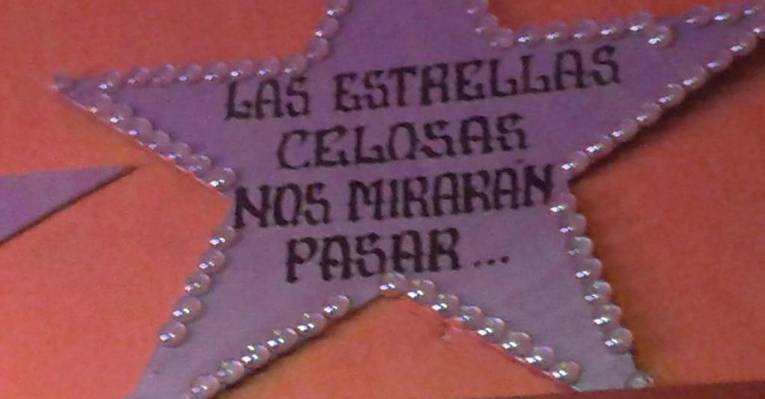 LAS ESTRELLAS
CELOSAS
NOS MIRARÁN
PASAR...